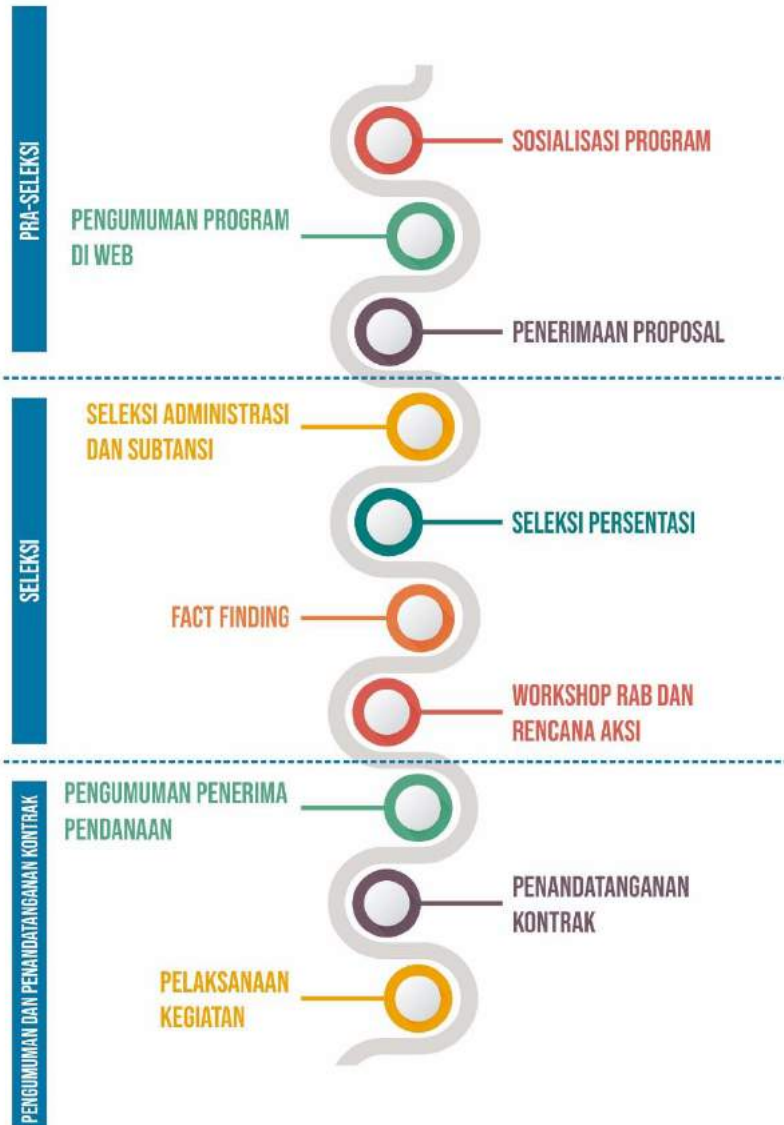 PRA-SELEKSI
SOSIALISASI PROGRAM
PENGUMUMAN PROGRAM
DI WEB
PENERIMAAN PROPOSAL
SELEKSI
SELEKSI ADMINISTRASI
DAN SUBTANSI
SELEKSI PERSENTASI
FACT FINDING
WORKSHOP RAB DAN
RENCANA AKSI
PENGUMUMAN DAN PENANDATANGANAN KONTRAK
PENGUMUMAN PENERIMA
PENDANAAN
PENANDATANGANAN
KONTRAK
PELAKSANAAN
KEGIATAN